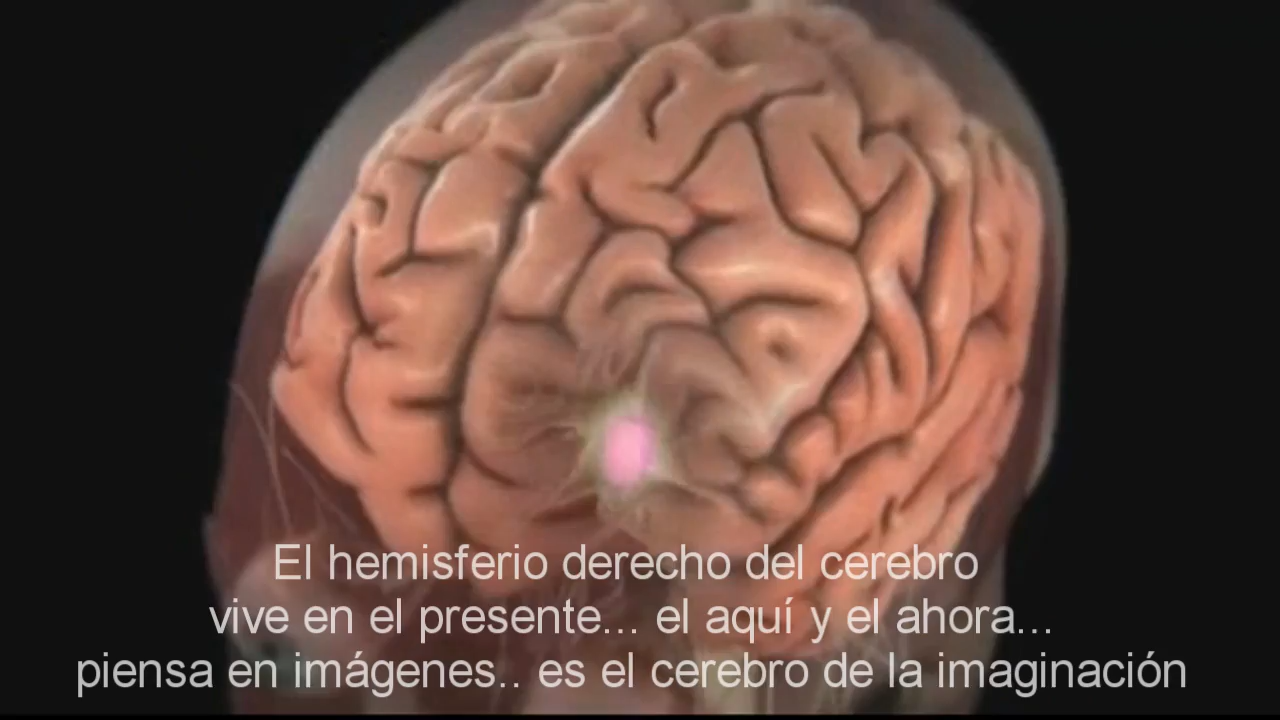 El hemisferio derecho del cerebro
vive en el presente... el aquí y el ahora...
piensa en imágenes.. es el cerebro de la imaginación